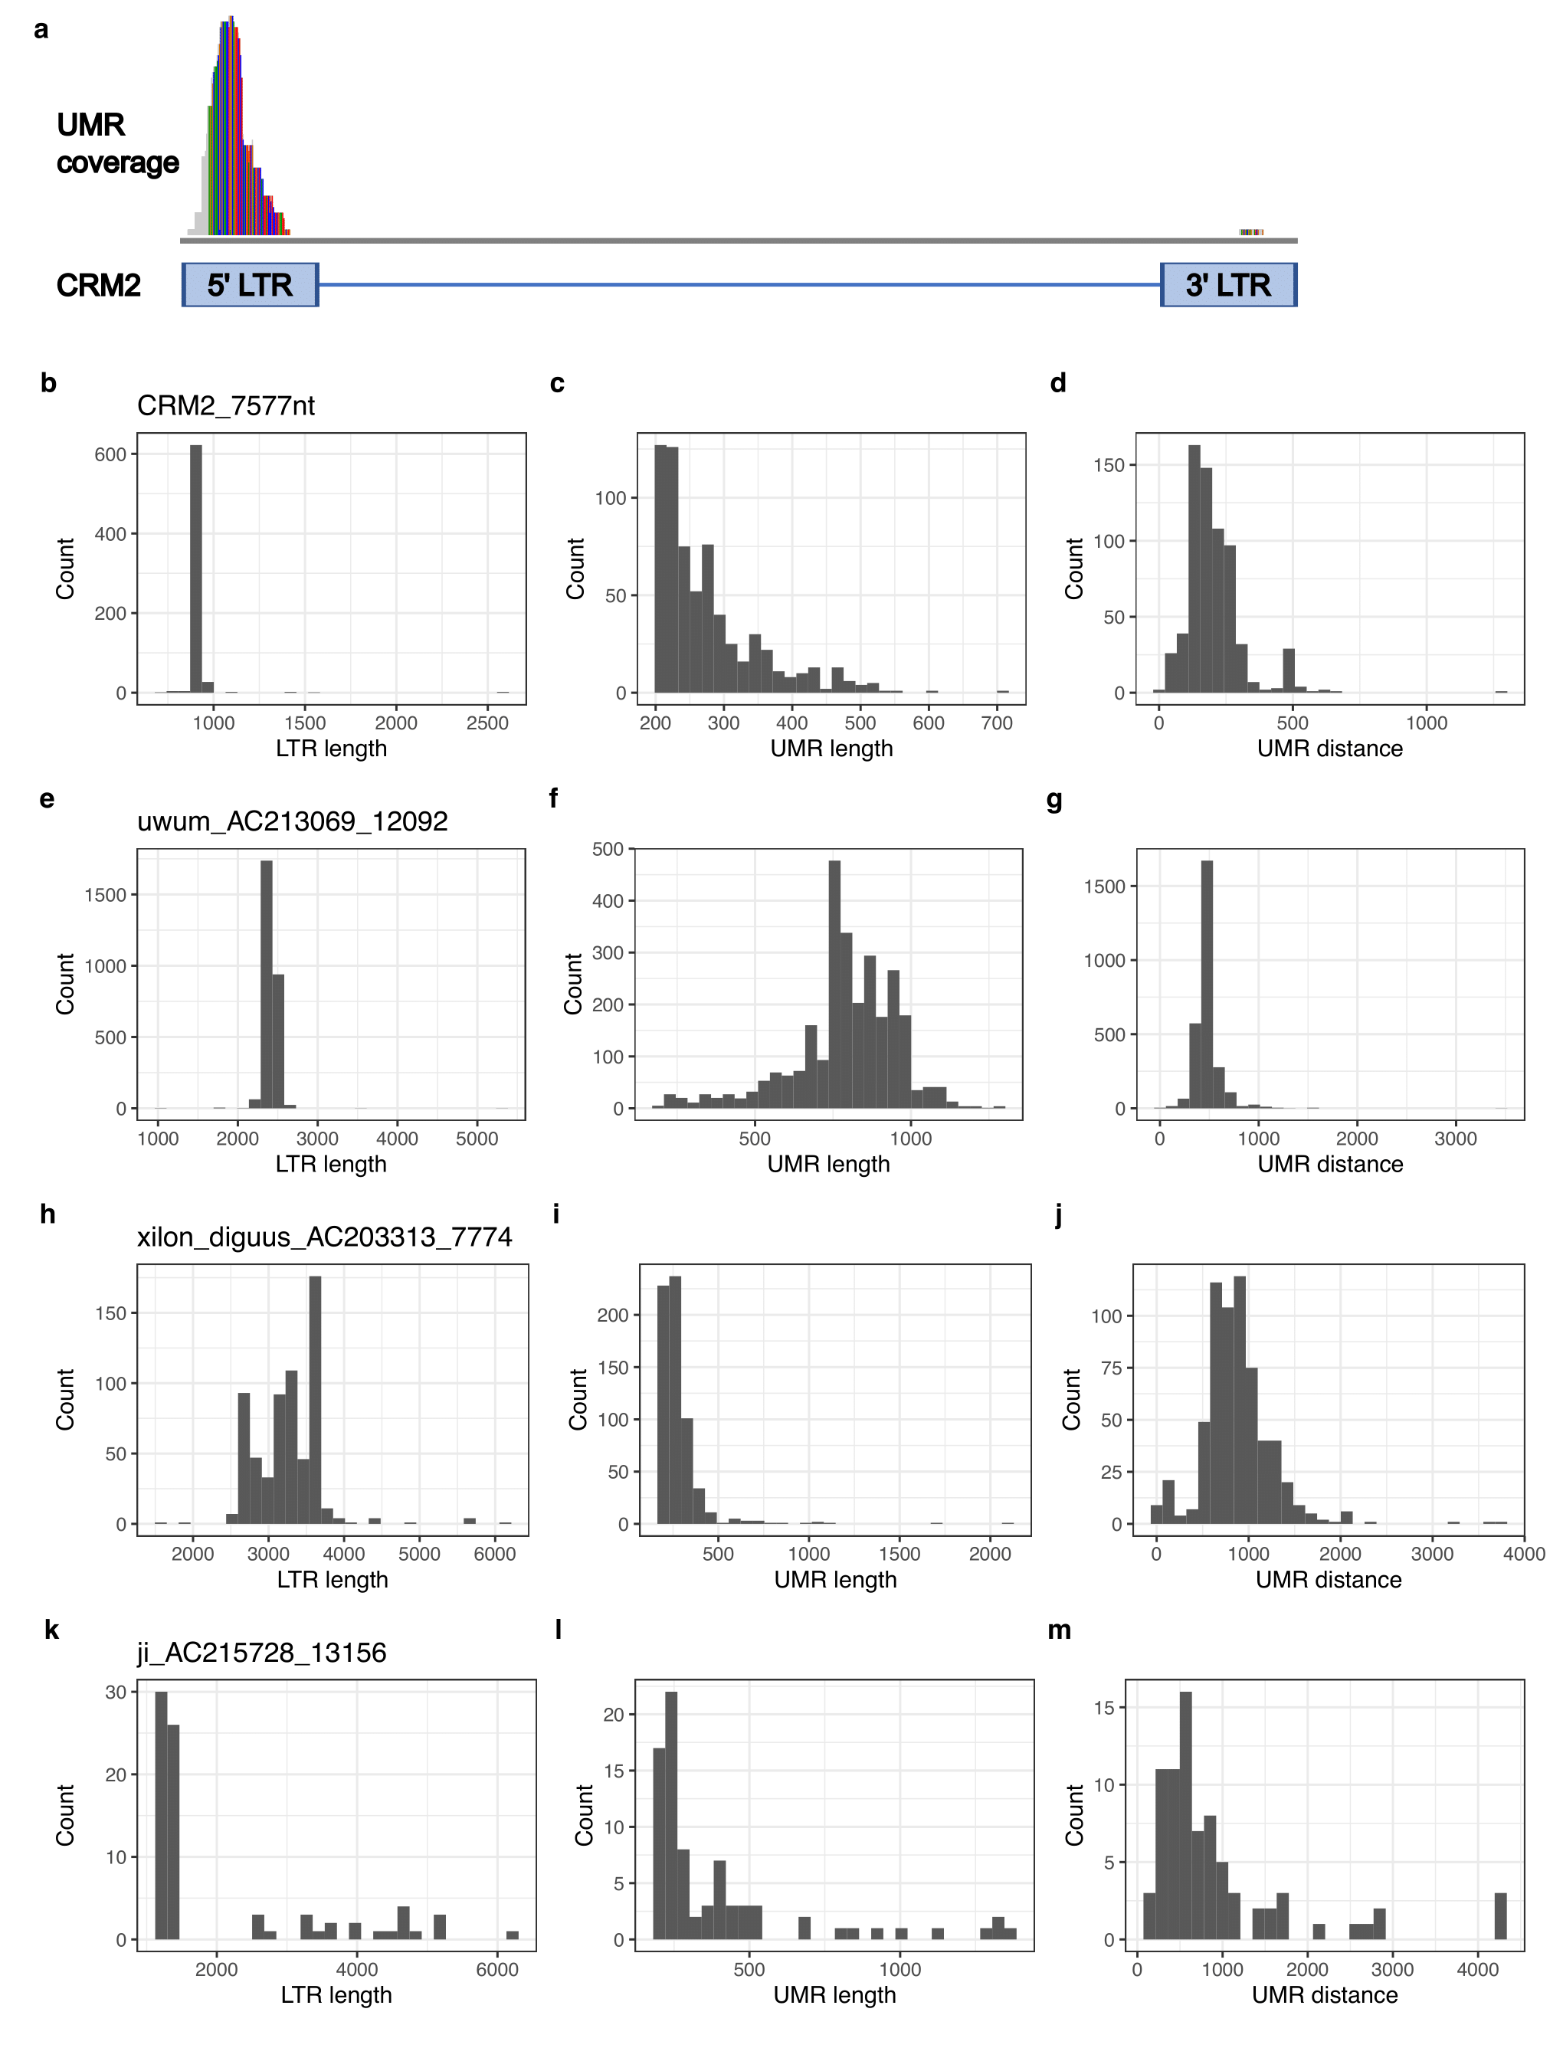 a
UMR
coverage
CRM2
5' LTR
3' LTR
b
c
d
CRM2_7577nt
600
400
200
0
Count
1000
1500
2000
2500
LTR length
100
50
0
Count
200
300
400
500
600
700
UMR length
150
100
50
0
Count
0
500
1000
UMR distance
e
f
g
uwum_AC213069_12092
1500
1000
500
0
Count
1000
2000
3000
4000
5000
LTR length
500
400
300
200
100
0
Count
500
1000
UMR length
1500
1000
500
0
Count
0
1000
2000
3000
UMR distance
h
i
j
xilon_diguus_AC203313_7774
150
100
50
0
Count
2000
3000
4000
5000
6000
LTR length
200
150
100
50
0
Count
500
1000
1500
2000
UMR length
100
75
50
25
0
Count
0
1000
2000
3000
4000
UMR distance
k
l
m
ji_AC215728_13156
30
20
10
0
Count
2000
4000
6000
LTR length
20
15
10
5
0
Count
500
1000
UMR length
15
10
5
0
Count
0
1000
2000
3000
4000
UMR distance